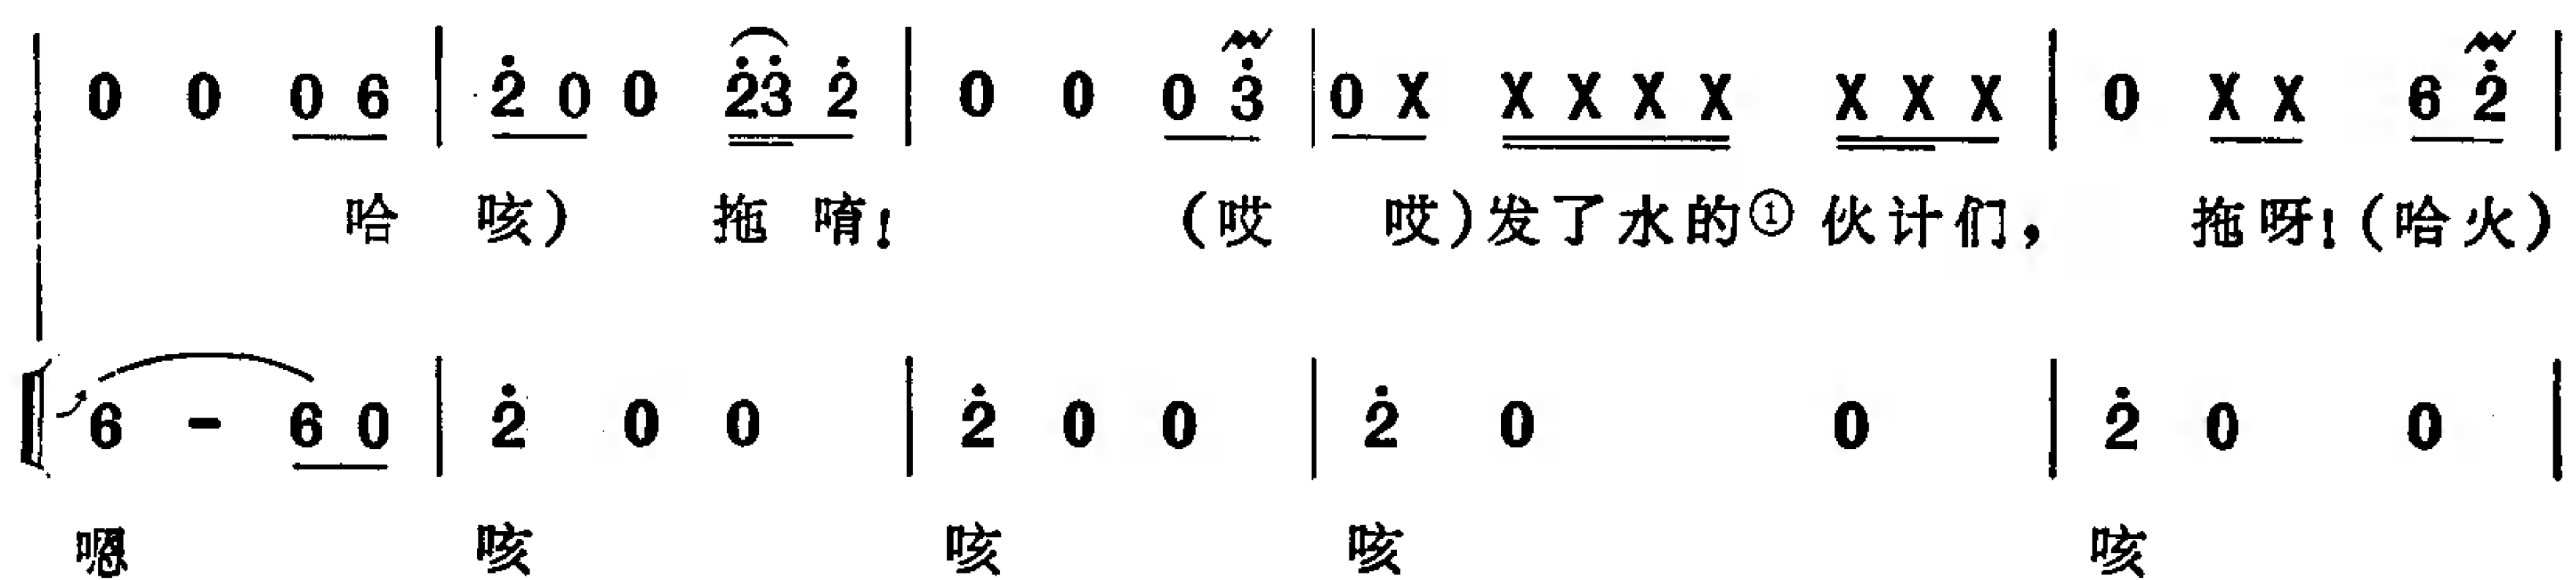 0 0 0 6 | 2̇ 0 0 2̇3̇ 2̇ | 0 0 0 3̇ | 0 X X X X X X X X | 0 X X 6 2̇ |
哈 咳） 拖 唷！ （哎 哎）发了水的① 伙计们， 拖呀！（哈火）
6 - 6 0 | 2̇ 0 0 | 2̇ 0 0 | 2̇ 0 0 | 2̇ 0 0 |
嗯 咳 咳 咳 咳